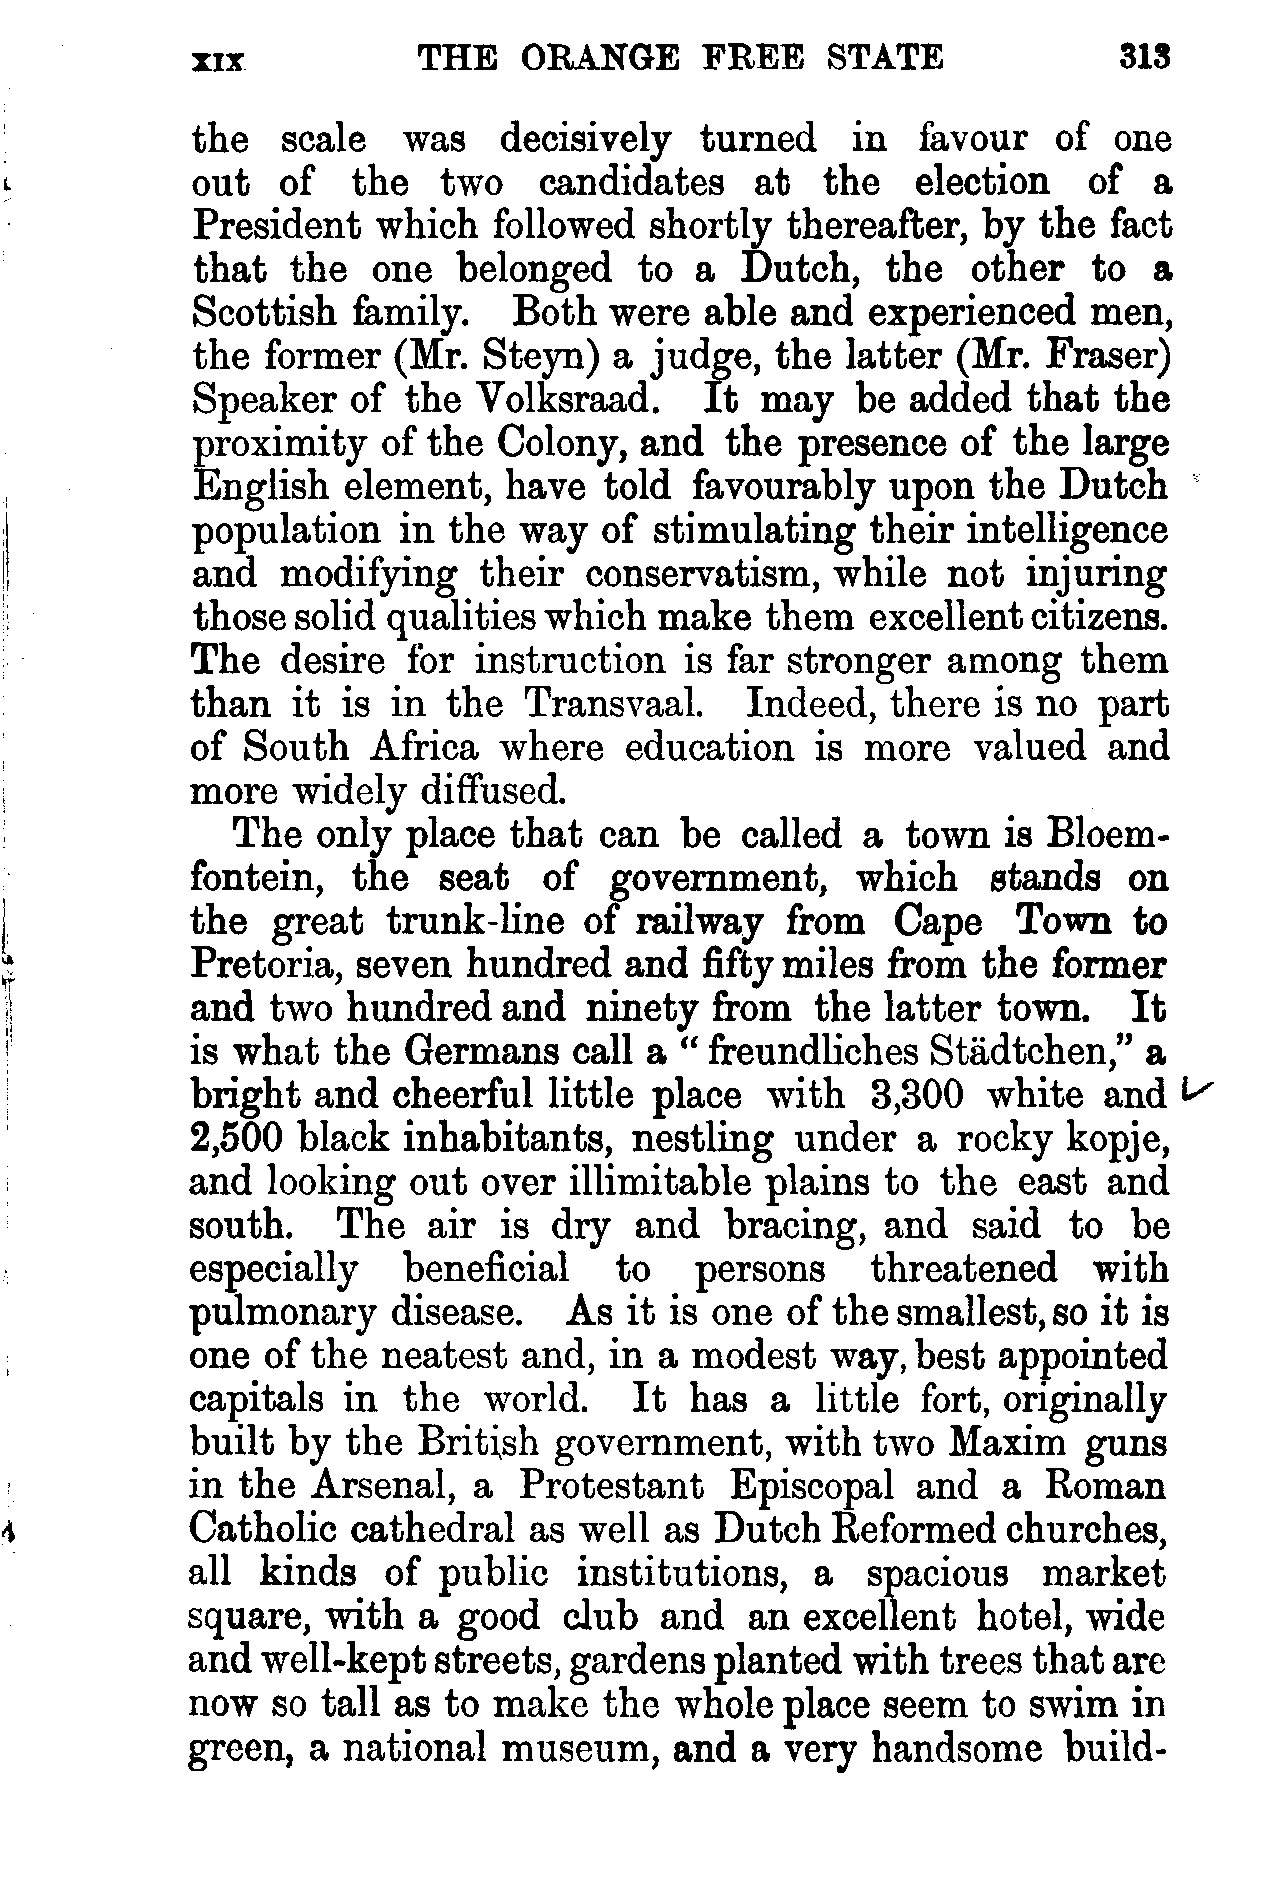 XIX THE ORANGE FREE STATE 313
the scale was decisively turned in favour of one
out of the two candidates at the election of a
President which followed shortly thereafter, by the fact
that the one belonged to a Dutch, the other to a
Scottish family. Both were able and experienced men,
the former (Mr. Steyn) a judge, the latter (Mr. Fraser)
Speaker of the Volksraad. It may be added that the
proximity of the Colony, and the presence of the large
English element, have told favourably upon the Dutch
population in the way of stimulating their intelligence
and modifying their conservatism, while not injuring
those solid qualities which make them excellent citizens.
The desire for instruction is far stronger among them
than it is in the Transvaal. Indeed, there is no part
of South Africa where education is more valued and
more widely diffused.
The only place that can be called a town is Bloem-
fontein, the seat of government, which stands on
the great trunk-line of railway from Cape Town to
Pretoria, seven hundred and fifty miles from the former
and two hundred and ninety from the latter town. It
is what the Germans call a "freundliches Städtchen," a
bright and cheerful little place with 3,300 white and
2,500 black inhabitants, nestling under a rocky kopje,
and looking out over illimitable plains to the east and
south. The air is dry and bracing, and said to be
especially beneficial to persons threatened with
pulmonary disease. As it is one of the smallest, so it is
one of the neatest and, in a modest way, best appointed
capitals in the world. It has a little fort, originally
built by the British government, with two Maxim guns
in the Arsenal, a Protestant Episcopal and a Roman
Catholic cathedral as well as Dutch Reformed churches,
all kinds of public institutions, a spacious market
square, with a good club and an excellent hotel, wide
and well-kept streets, gardens planted with trees that are
now so tall as to make the whole place seem to swim in
green, a national museum, and a very handsome build-